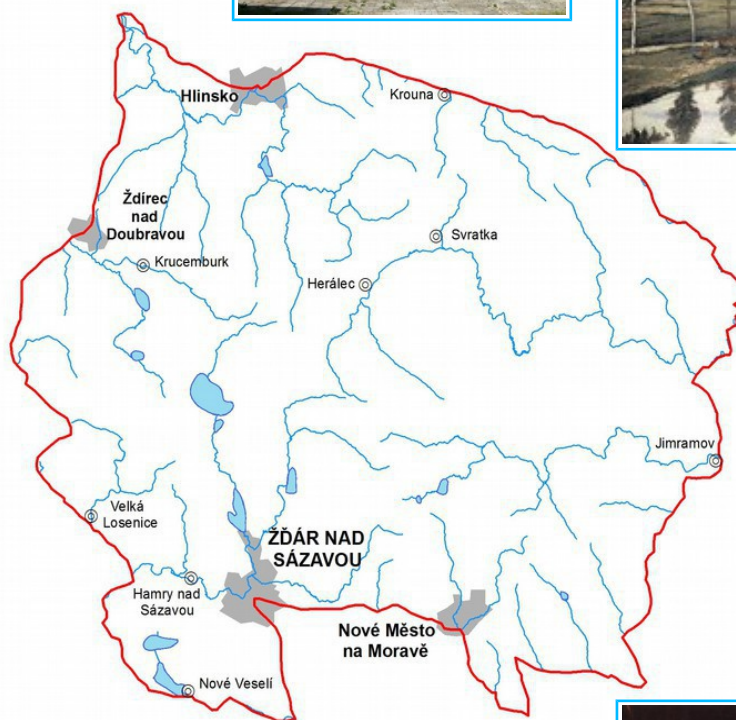 Hlinsko
Krouna
Ždírec
nad
Doubravou
Svratka
Krucemburk
Herálec
Jimramov
Velká
Losenice
ŽĎÁR NAD
SÁZAVOU
Hamry nad
Sázavou
Nové Město
na Moravě
Nové Veselí